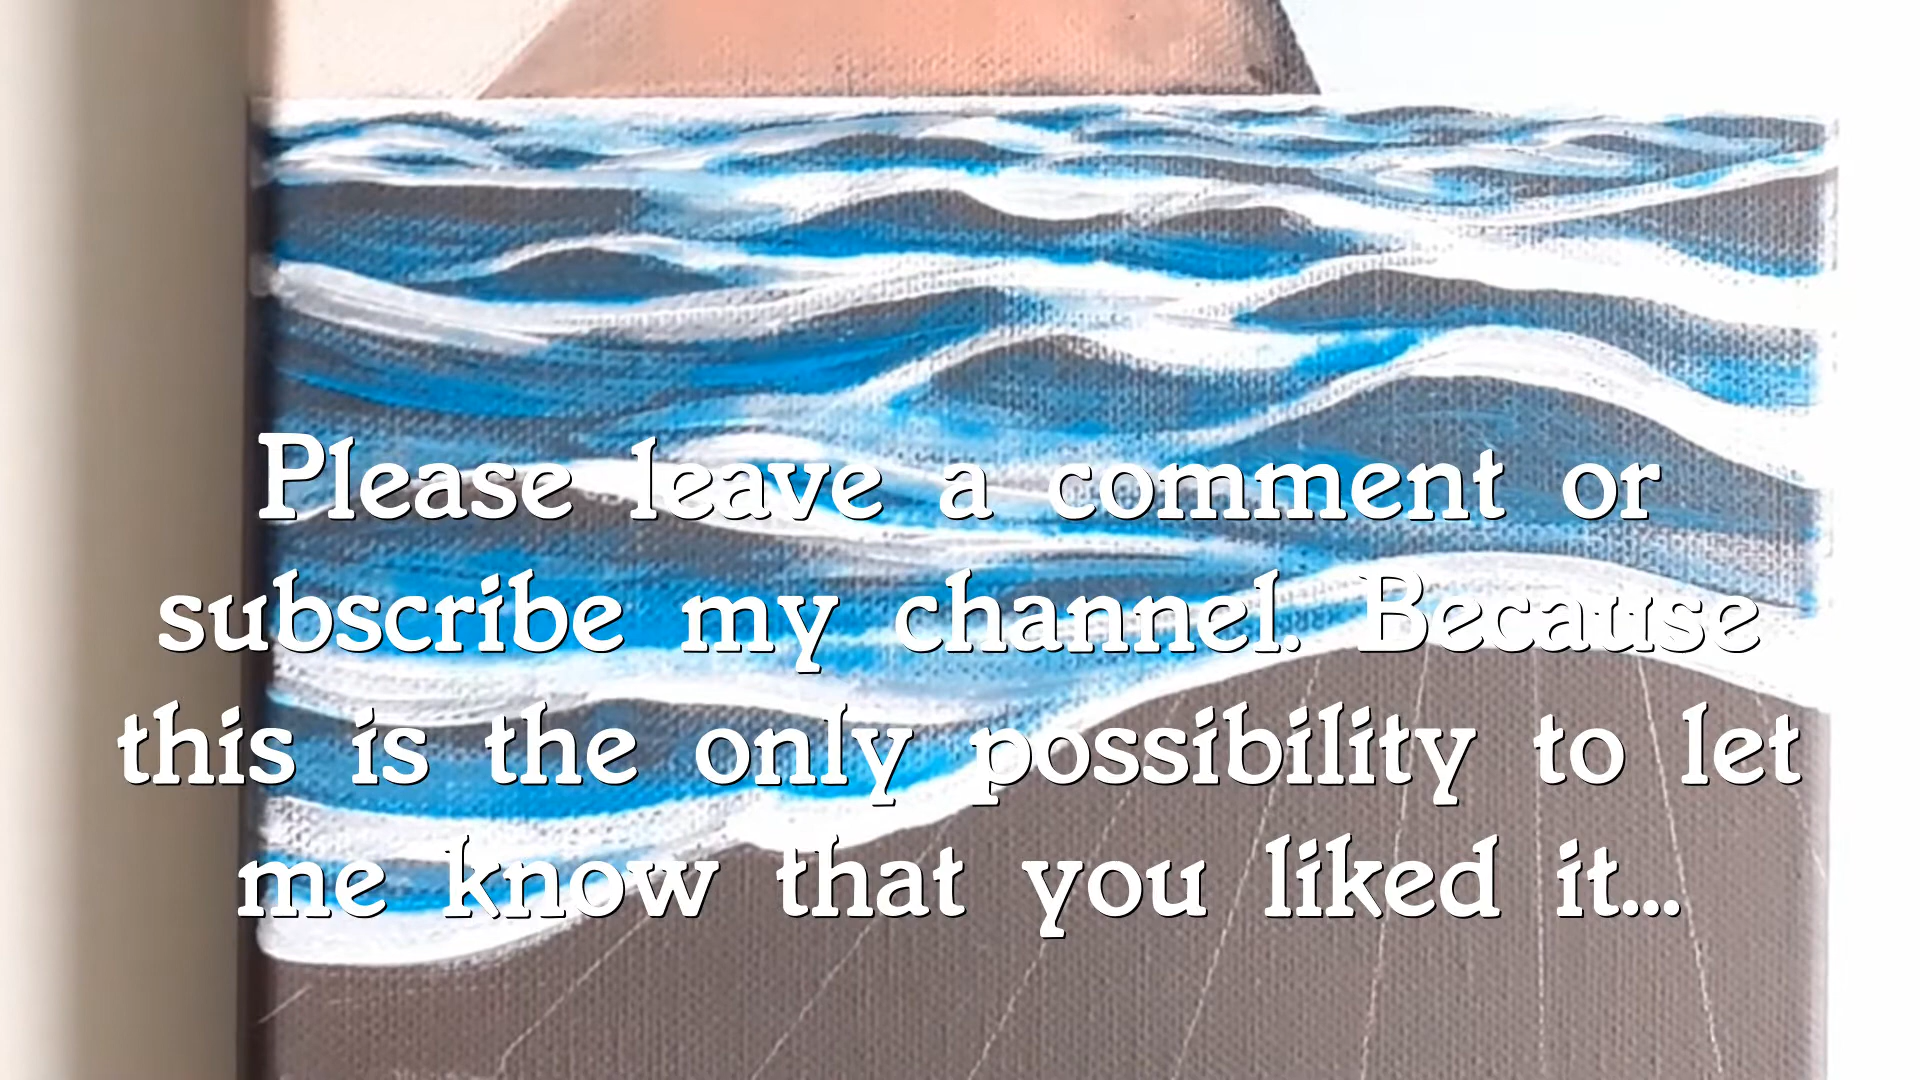 Please leave a comment or
subscribe my channel. Because
this is the only possibility to let
me know that you liked it...